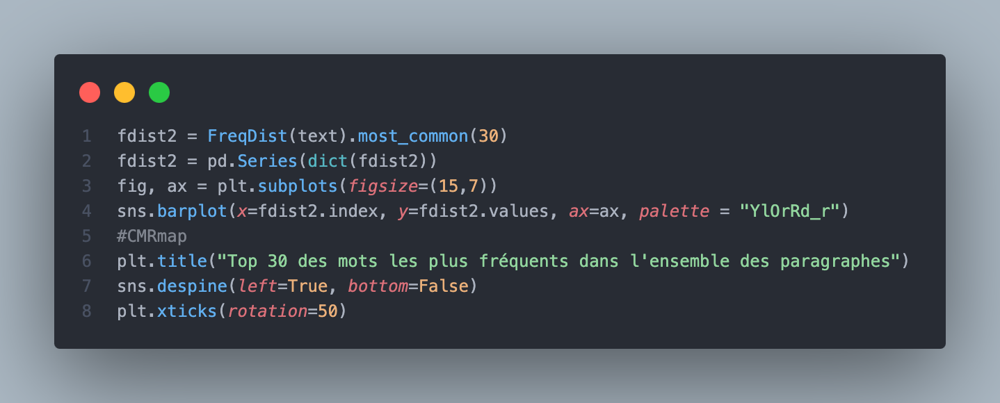 1 fdist2 = FreqDist(text).most_common(30)
2 fdist2 = pd.Series(dict(fdist2))
3 fig, ax = plt.subplots(figsize=(15,7))
4 sns.barplot(x=fdist2.index, y=fdist2.values, ax=ax, palette = "YlOrRd_r")
5 #CMRmap
6 plt.title("Top 30 des mots les plus fréquents dans l'ensemble des paragraphes")
7 sns.despine(left=True, bottom=False)
8 plt.xticks(rotation=50)